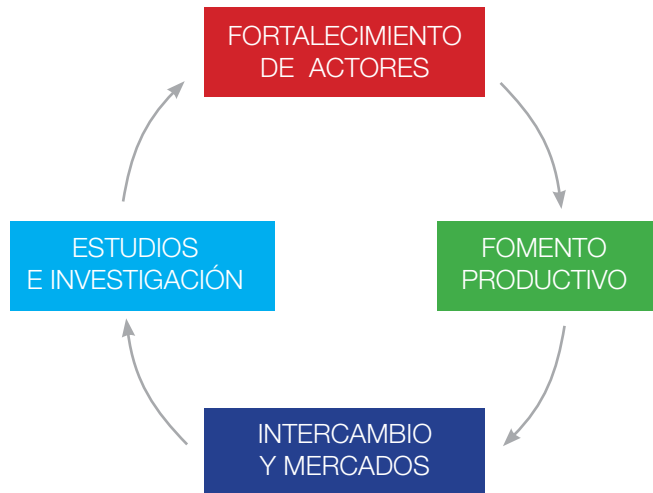 FORTALECIMIENTO
DE ACTORES
ESTUDIOS
E INVESTIGACIÓN
FOMENTO
PRODUCTIVO
INTERCAMBIO
Y MERCADOS